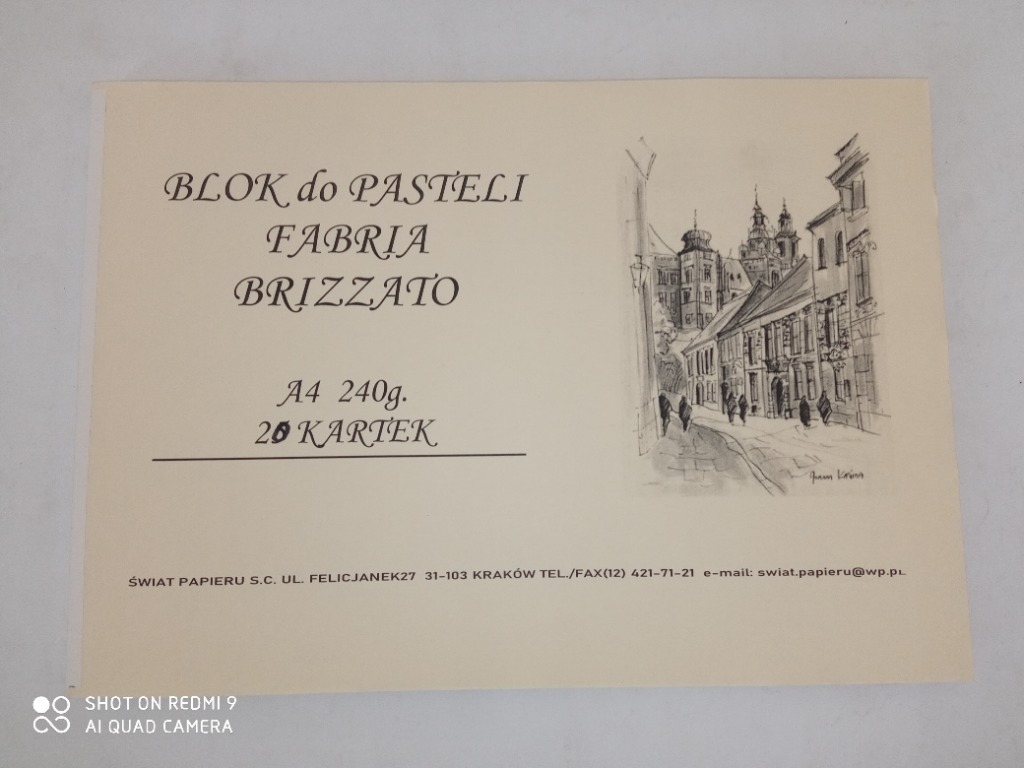 BLOK do PASTELI
FABRIA
BRIZZATO
A4 240g.
20 KARTEK
ŚWIAT PAPIERU S.C. UL. FELICJANEK27 31-103 KRAKÓW TEL./FAX(12) 421-71-21 e-mail: swiat.papieru@wp.pl
SHOT ON REDMI 9
AI QUAD CAMERA